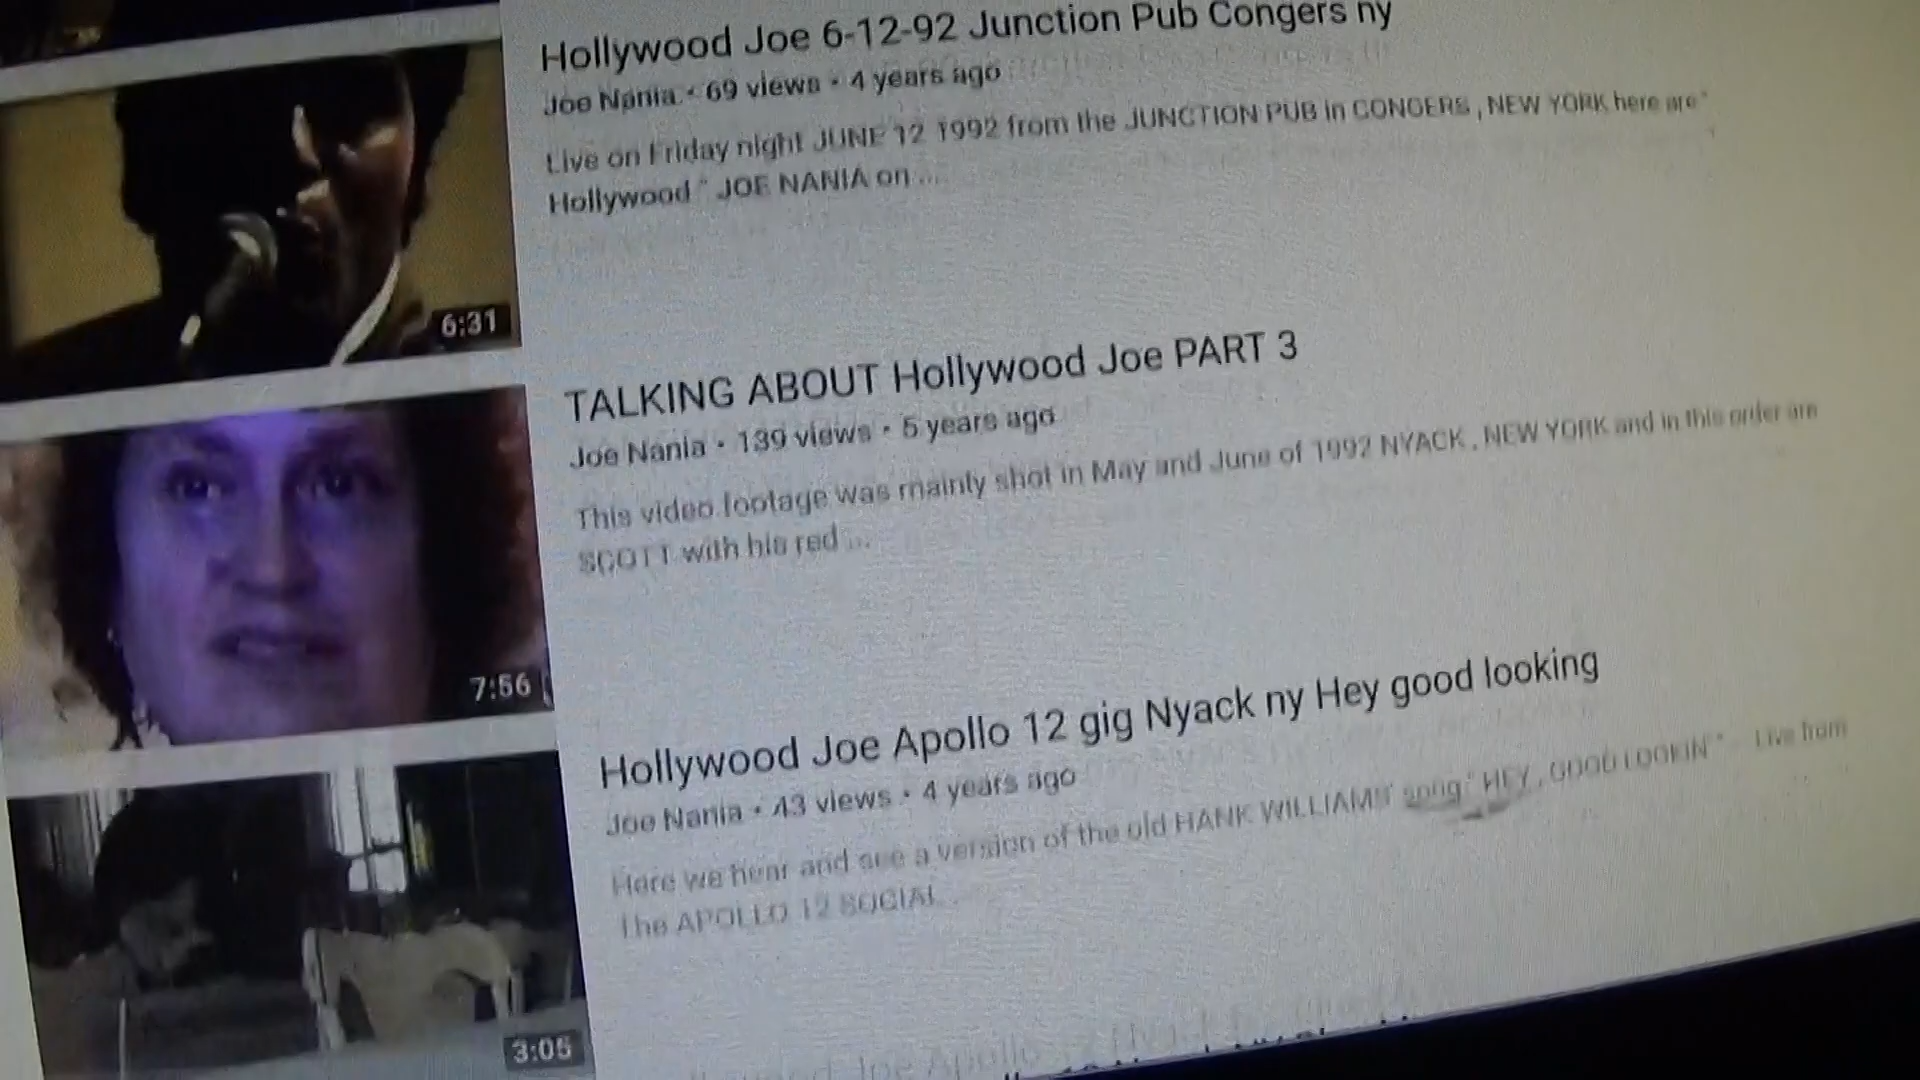 Hollywood Joe 6-12-92 Junction Pub Congers ny
Joe Nania • 69 views • 4 years ago
Live on Friday night JUNE 12 1992 from the JUNCTION PUB in CONGERS , NEW YORK here are "
Hollywood " JOE NANIA on ...
6:31
TALKING ABOUT Hollywood Joe PART 3
Joe Nania • 139 views • 5 years ago
This video footage was mainly shot in May and June of 1992 NYACK , NEW YORK and in this order are
SCOTT with his red ...
7:56
Hollywood Joe Apollo 12 gig Nyack ny Hey good looking
Joe Nania • 43 views • 4 years ago
Here we hear and see a version of the old HANK WILLIAMS' song " HEY , GOOD LOOKIN' " - Live from
The APOLLO 12 SOCIAL ...
3:05